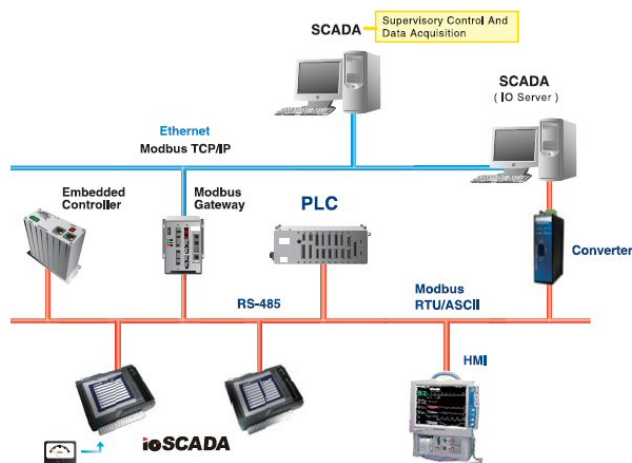 SCADA
Supervisory Control And
Data Acquisition
SCADA
( IO Server )
Ethernet
Modbus TCP/IP
Embedded
Controller
Modbus
Gateway
PLC
Converter
RS-485
Modbus
RTU/ASCII
HMI
ioSCADA